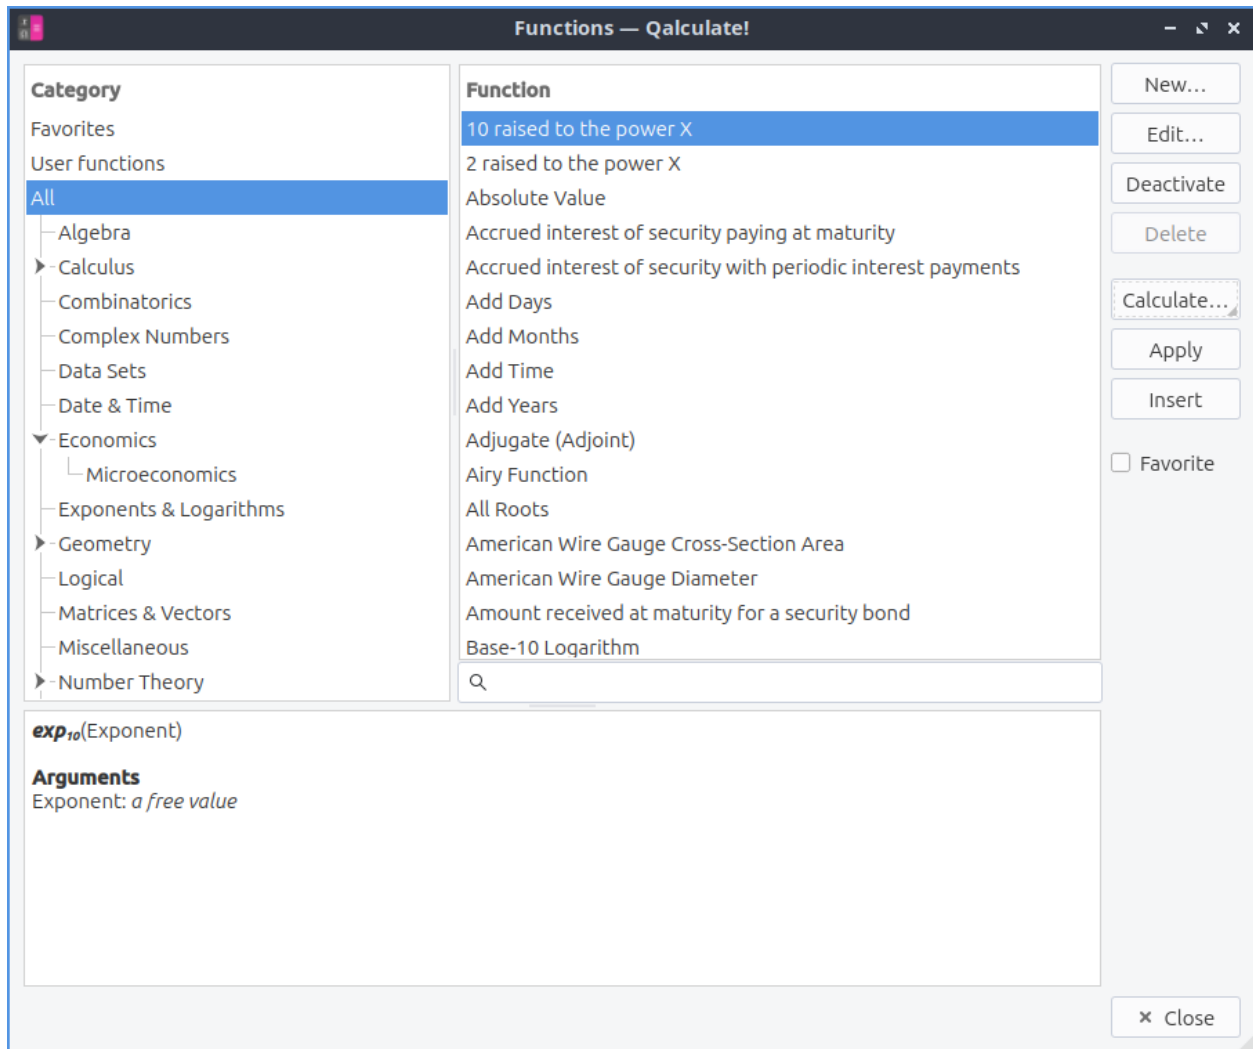 Functions — Qalculate!
Category
Favorites
User functions
All
Algebra
Calculus
Combinatorics
Complex Numbers
Data Sets
Date & Time
Economics
Microeconomics
Exponents & Logarithms
Geometry
Logical
Matrices & Vectors
Miscellaneous
Number Theory
Function
10 raised to the power X
2 raised to the power X
Absolute Value
Accrued interest of security paying at maturity
Accrued interest of security with periodic interest payments
Add Days
Add Months
Add Time
Add Years
Adjugate (Adjoint)
Airy Function
All Roots
American Wire Gauge Cross-Section Area
American Wire Gauge Diameter
Amount received at maturity for a security bond
Base-10 Logarithm
New...
Edit...
Deactivate
Delete
Calculate...
Apply
Insert
Favorite
exp₁₀(Exponent)
Arguments
Exponent: a free value
Close